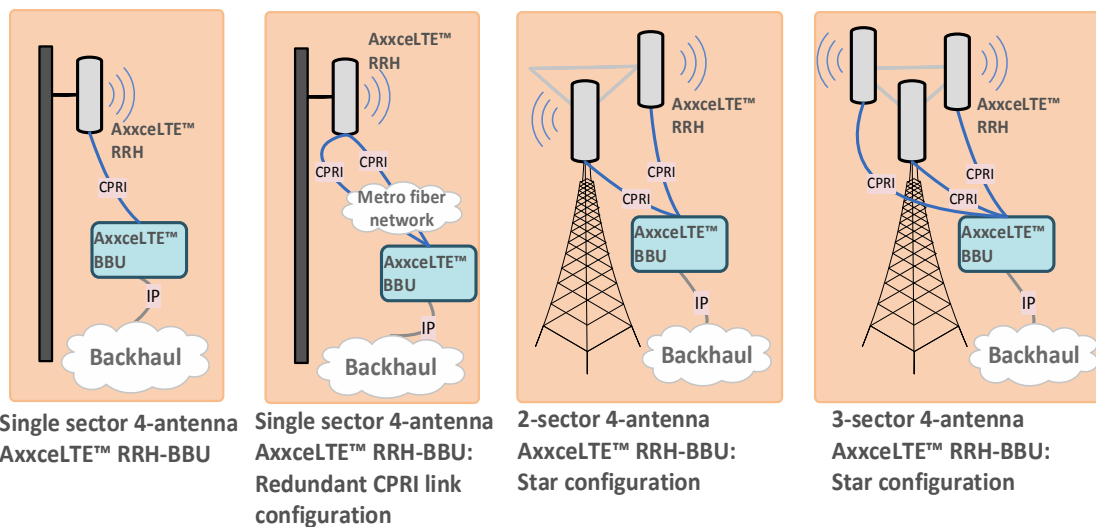 AxxceLTE™
RRH
CPRI
AxxceLTE™
BBU
IP
Backhaul
Single sector 4-antenna
AxxceLTE™ RRH-BBU
AxxceLTE™
RRH
CPRI
CPRI
Metro fiber
network
AxxceLTE™
BBU
IP
Backhaul
Single sector 4-antenna
AxxceLTE™ RRH-BBU:
Redundant CPRI link
configuration
AxxceLTE™
RRH
CPRI
CPRI
AxxceLTE™
BBU
IP
Backhaul
2-sector 4-antenna
AxxceLTE™ RRH-BBU:
Star configuration
AxxceLTE™
RRH
CPRI
CPRI
CPRI
AxxceLTE™
BBU
IP
Backhaul
3-sector 4-antenna
AxxceLTE™ RRH-BBU:
Star configuration